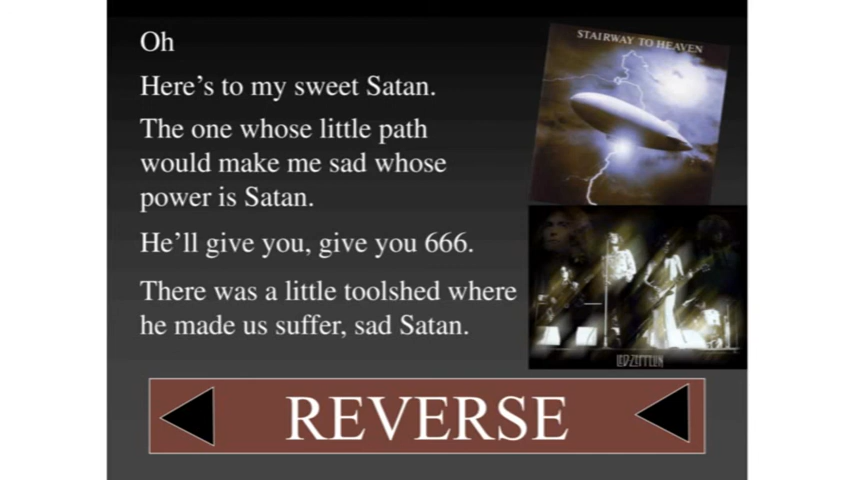 Oh
Here's to my sweet Satan.
The one whose little path
would make me sad whose
power is Satan.
He'll give you, give you 666.
There was a little toolshed where
he made us suffer, sad Satan.
STAIRWAY TO HEAVEN
LED ZEPPELIN
REVERSE